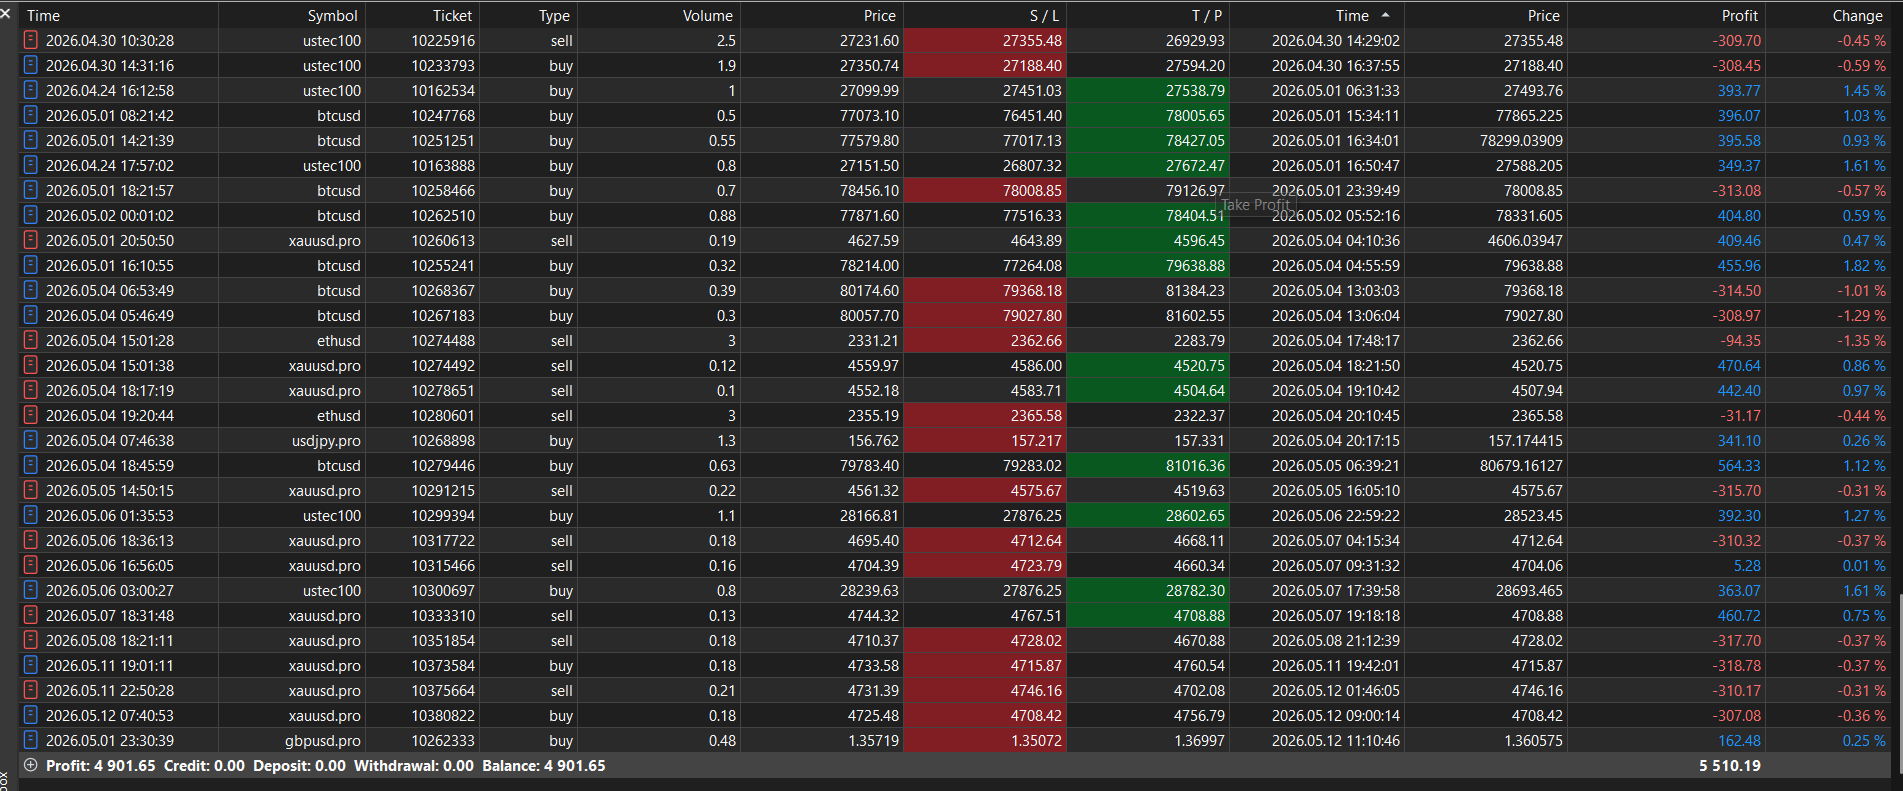 Time Symbol Ticket Type Volume Price S / L T / P Time Price Profit Change
2026.04.30 10:30:28 ustec100 10225916 sell 2.5 27231.60 27355.48 26929.93 2026.04.30 14:29:02 27355.48 -309.70 -0.45 %
2026.04.30 14:31:16 ustec100 10233793 buy 1.9 27350.74 27188.40 27594.20 2026.04.30 16:37:55 27188.40 -308.45 -0.59 %
2026.04.24 16:12:58 ustec100 10162534 buy 1 27099.99 27451.03 27538.79 2026.05.01 06:31:33 27493.76 393.77 1.45 %
2026.05.01 08:21:42 btcusd 10247768 buy 0.5 77073.10 76451.40 78005.65 2026.05.01 15:34:11 77865.225 396.07 1.03 %
2026.05.01 14:21:39 btcusd 10251251 buy 0.55 77579.80 77017.13 78427.05 2026.05.01 16:34:01 78299.03909 395.58 0.93 %
2026.04.24 17:57:02 ustec100 10163888 buy 0.8 27151.50 26807.32 27672.47 2026.05.01 16:50:47 27588.205 349.37 1.61 %
2026.05.01 18:21:57 btcusd 10258466 buy 0.7 78456.10 78008.85 79126.97 2026.05.01 23:39:49 78008.85 -313.08 -0.57 %
Take Profit
2026.05.02 00:01:02 btcusd 10262510 buy 0.88 77871.60 77516.33 78404.51 2026.05.02 05:52:16 78331.605 404.80 0.59 %
2026.05.01 20:50:50 xauusd.pro 10260613 sell 0.19 4627.59 4643.89 4596.45 2026.05.04 04:10:36 4606.03947 409.46 0.47 %
2026.05.01 16:10:55 btcusd 10255241 buy 0.32 78214.00 77264.08 79638.88 2026.05.04 04:55:59 79638.88 455.96 1.82 %
2026.05.04 06:53:49 btcusd 10268367 buy 0.39 80174.60 79368.18 81384.23 2026.05.04 13:03:03 79368.18 -314.50 -1.01 %
2026.05.04 05:46:49 btcusd 10267183 buy 0.3 80057.70 79027.80 81602.55 2026.05.04 13:06:04 79027.80 -308.97 -1.29 %
2026.05.04 15:01:28 ethusd 10274488 sell 3 2331.21 2362.66 2283.79 2026.05.04 17:48:17 2362.66 -94.35 -1.35 %
2026.05.04 15:01:38 xauusd.pro 10274492 sell 0.12 4559.97 4586.00 4520.75 2026.05.04 18:21:50 4520.75 470.64 0.86 %
2026.05.04 18:17:19 xauusd.pro 10278651 sell 0.1 4552.18 4583.71 4504.64 2026.05.04 19:10:42 4507.94 442.40 0.97 %
2026.05.04 19:20:44 ethusd 10280601 sell 3 2355.19 2365.58 2322.37 2026.05.04 20:10:45 2365.58 -31.17 -0.44 %
2026.05.04 07:46:38 usdjpy.pro 10268898 buy 1.3 156.762 157.217 157.331 2026.05.04 20:17:15 157.174415 341.10 0.26 %
2026.05.04 18:45:59 btcusd 10279446 buy 0.63 79783.40 79283.02 81016.36 2026.05.05 06:39:21 80679.16127 564.33 1.12 %
2026.05.05 14:50:15 xauusd.pro 10291215 sell 0.22 4561.32 4575.67 4519.63 2026.05.05 16:05:10 4575.67 -315.70 -0.31 %
2026.05.06 01:35:53 ustec100 10299394 buy 1.1 28166.81 27876.25 28602.65 2026.05.06 22:59:22 28523.45 392.30 1.27 %
2026.05.06 18:36:13 xauusd.pro 10317722 sell 0.18 4695.40 4712.64 4668.11 2026.05.07 04:15:34 4712.64 -310.32 -0.37 %
2026.05.06 16:56:05 xauusd.pro 10315466 sell 0.16 4704.39 4723.79 4660.34 2026.05.07 09:31:32 4704.06 5.28 0.01 %
2026.05.06 03:00:27 ustec100 10300697 buy 0.8 28239.63 27876.25 28782.30 2026.05.07 17:39:58 28693.465 363.07 1.61 %
2026.05.07 18:31:48 xauusd.pro 10333310 sell 0.13 4744.32 4767.51 4708.88 2026.05.07 19:18:18 4708.88 460.72 0.75 %
2026.05.08 18:21:11 xauusd.pro 10351854 sell 0.18 4710.37 4728.02 4670.88 2026.05.08 21:12:39 4728.02 -317.70 -0.37 %
2026.05.11 19:01:11 xauusd.pro 10373584 buy 0.18 4733.58 4715.87 4760.54 2026.05.11 19:42:01 4715.87 -318.78 -0.37 %
2026.05.11 22:50:28 xauusd.pro 10375664 sell 0.21 4731.39 4746.16 4702.08 2026.05.12 01:46:05 4746.16 -310.17 -0.31 %
2026.05.12 07:40:53 xauusd.pro 10380822 buy 0.18 4725.48 4708.42 4756.79 2026.05.12 09:00:14 4708.42 -307.08 -0.36 %
2026.05.01 23:30:39 gbpusd.pro 10262333 buy 0.48 1.35719 1.35072 1.36997 2026.05.12 11:10:46 1.360575 162.48 0.25 %
Profit: 4 901.65 Credit: 0.00 Deposit: 0.00 Withdrawal: 0.00 Balance: 4 901.65 5 510.19